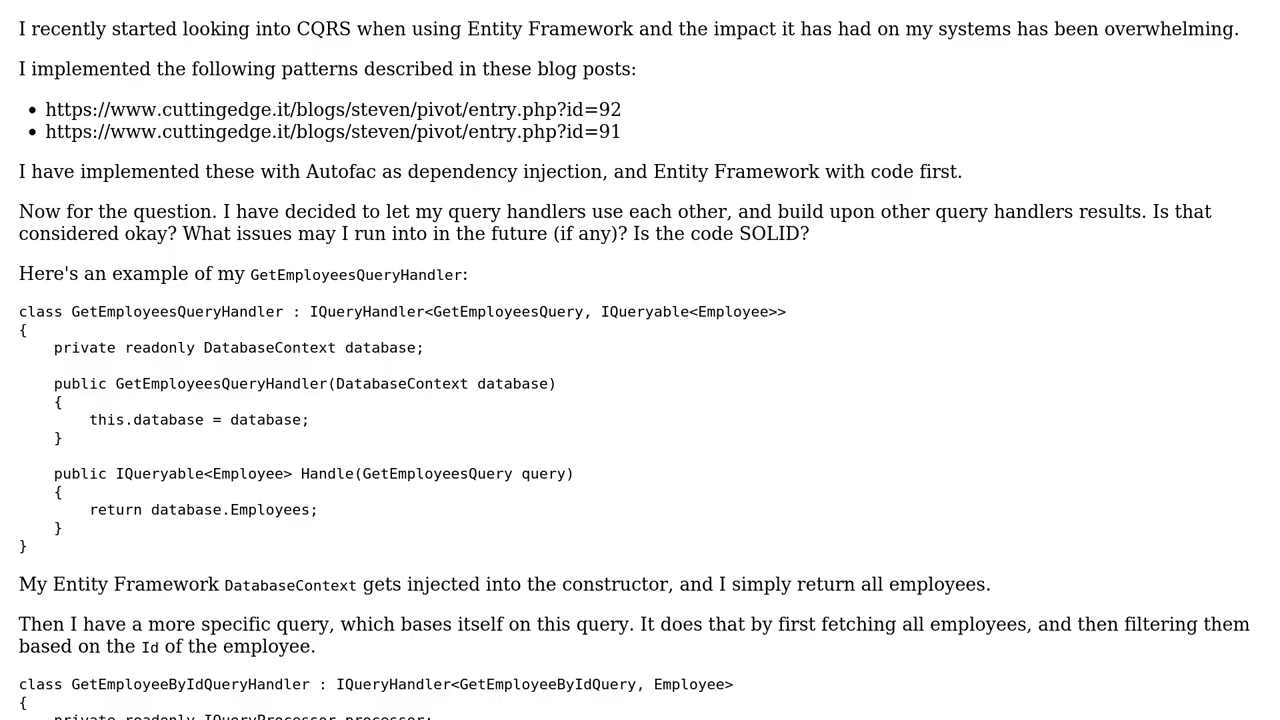 I recently started looking into CQRS when using Entity Framework and the impact it has had on my systems has been overwhelming.
I implemented the following patterns described in these blog posts:
• https://www.cuttingedge.it/blogs/steven/pivot/entry.php?id=92
• https://www.cuttingedge.it/blogs/steven/pivot/entry.php?id=91
I have implemented these with Autofac as dependency injection, and Entity Framework with code first.
Now for the question. I have decided to let my query handlers use each other, and build upon other query handlers results. Is that
considered okay? What issues may I run into in the future (if any)? Is the code SOLID?
Here's an example of my GetEmployeesQueryHandler:
class GetEmployeesQueryHandler : IQueryHandler<GetEmployeesQuery, IQueryable<Employee>>
{
    private readonly DatabaseContext database;
    public GetEmployeesQueryHandler(DatabaseContext database)
    {
        this.database = database;
    }
    public IQueryable<Employee> Handle(GetEmployeesQuery query)
    {
        return database.Employees;
    }
}
My Entity Framework DatabaseContext gets injected into the constructor, and I simply return all employees.
Then I have a more specific query, which bases itself on this query. It does that by first fetching all employees, and then filtering them
based on the Id of the employee.
class GetEmployeeByIdQueryHandler : IQueryHandler<GetEmployeeByIdQuery, Employee>
{
    private readonly IQueryProcessor processor;